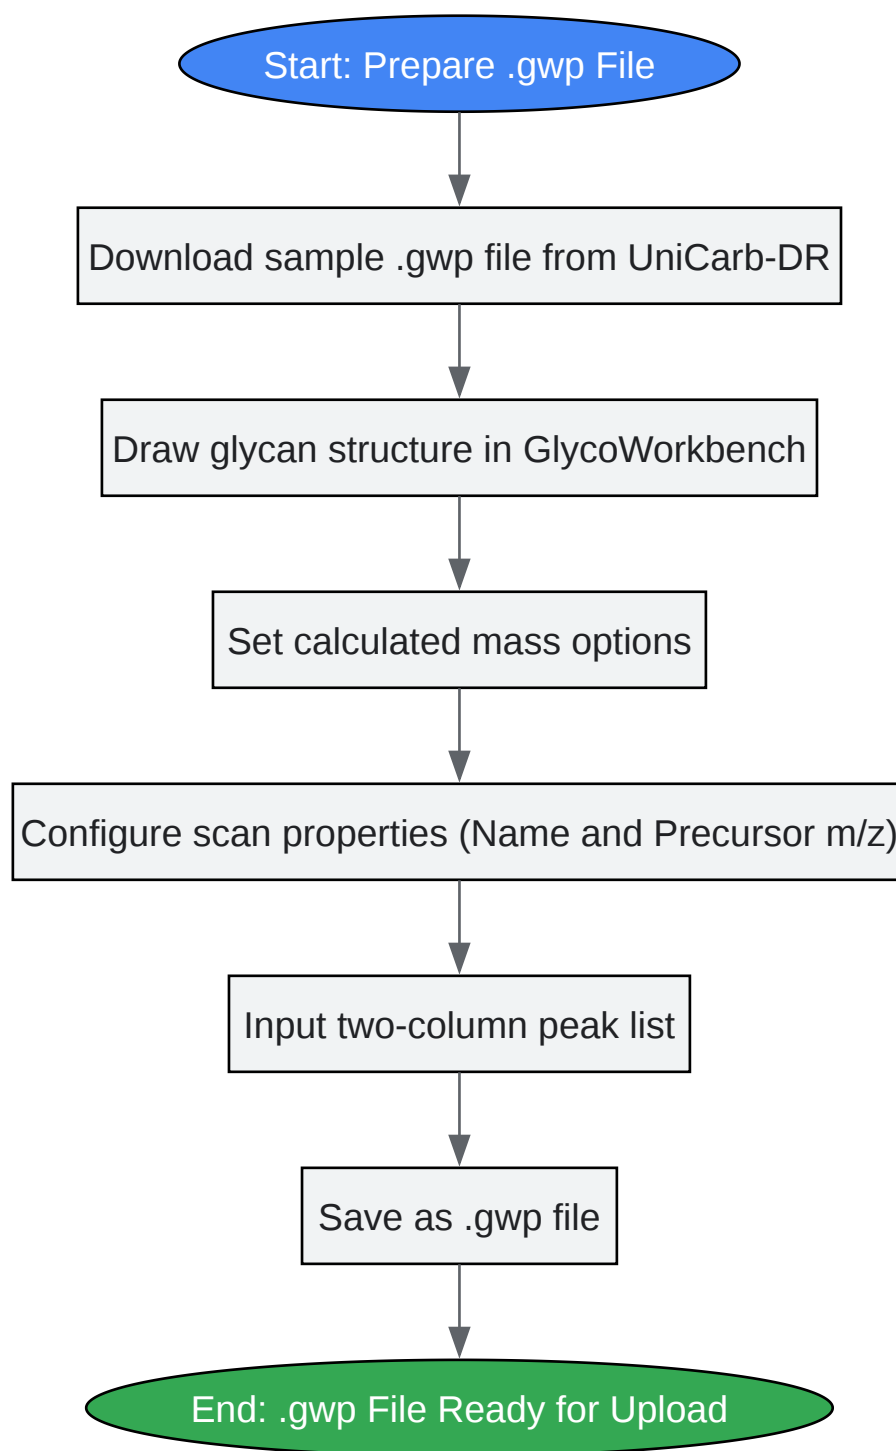 Start: Prepare .gwp File
Download sample .gwp file from UniCarb-DR
Draw glycan structure in GlycoWorkbench
Set calculated mass options
Configure scan properties (Name and Precursor m/z)
Input two-column peak list
Save as .gwp file
End: .gwp File Ready for Upload